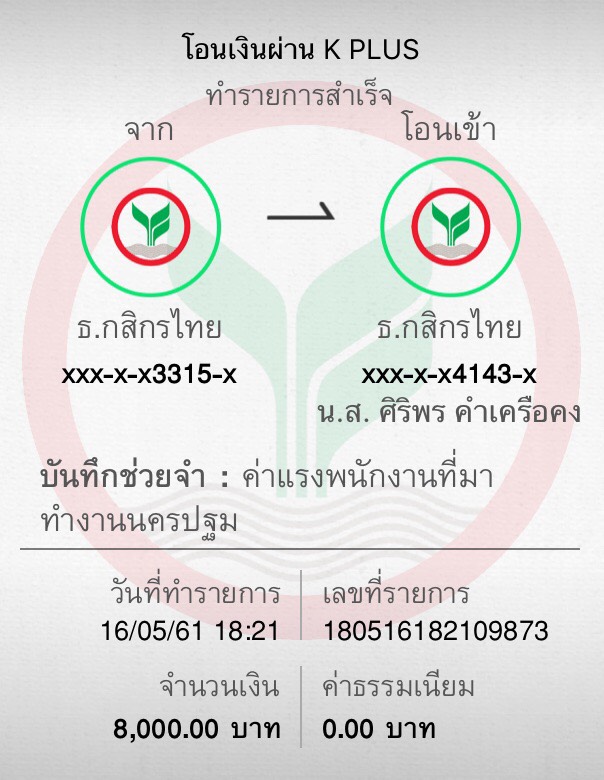 โอนเงินผ่าน K PLUS
ทำรายการสำเร็จ
จาก
โอนเข้า
ธ.กสิกรไทย
ธ.กสิกรไทย
xxx-x-x3315-x
xxx-x-x4143-x
น.ส. ศิริพร คำเครือคง
บันทึกช่วยจำ : ค่าแรงพนักงานที่มา
ทำงานนครปฐม
วันที่ทำรายการ
เลขที่รายการ
16/05/61 18:21
180516182109873
จำนวนเงิน
ค่าธรรมเนียม
8,000.00 บาท
0.00 บาท